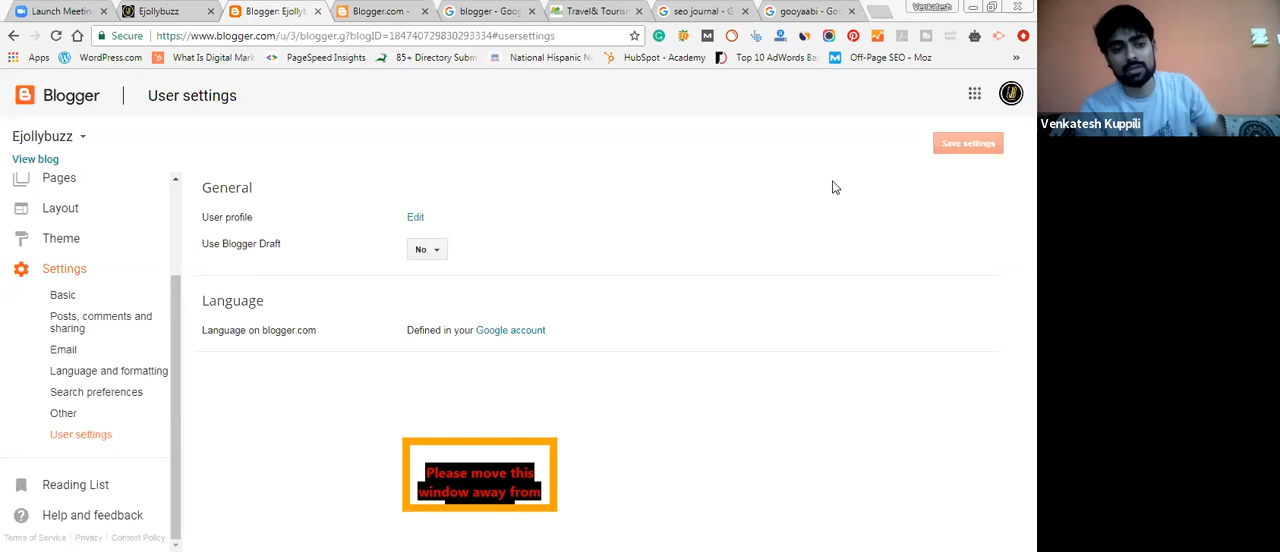 Launch Meetin
Ejollybuzz
Blogger: Ejolly
Blogger.com -
blogger - Goo
Travel& Touris
seo journal - G
gooyaabi - Go
Venkatesh
Secure
https://www.blogger.com/u/3/blogger.g?blogID=184740729830293334#usersettings
Apps
WordPress.com
What Is Digital Mark
PageSpeed Insights
85+ Directory Subm
National Hispanic Ne
HubSpot - Academy
Top 10 AdWords Ba
Off-Page SEO - Moz
»
Blogger
User settings
Ejollybuzz
View blog
Save settings
Pages
Layout
Theme
Settings
Basic
Posts, comments and
sharing
Email
Language and formatting
Search preferences
Other
User settings
Reading List
Help and feedback
Terms of Service
Privacy
Content Policy
General
User profile
Edit
Use Blogger Draft
No
Language
Language on blogger.com
Defined in your Google account
Please move this
window away from
Venkatesh Kuppili